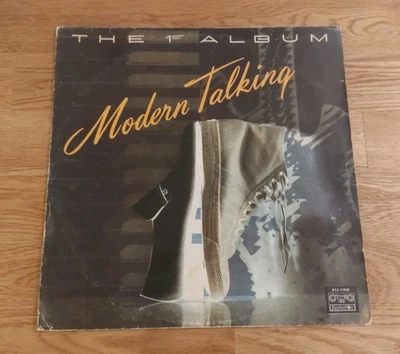 THE 1ST ALBUM
Modern Talking